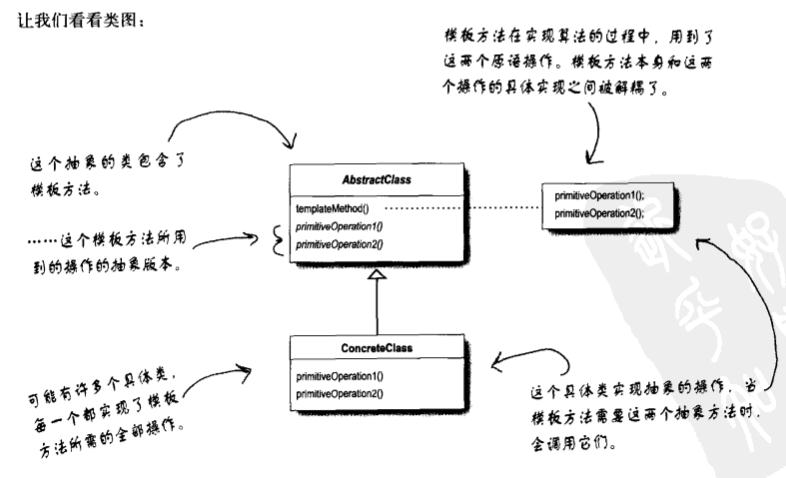 让我们看看类图：
模板方法在实现算法的过程中，用到了
这两个原语操作。模板方法本身和这两
个操作的具体实现之间被解耦了。
这个抽象的类包含了
模板方法。
AbstractClass
templateMethod()
primitiveOperation1()
primitiveOperation2()
primitiveOperation1();
primitiveOperation2();
……这个模板方法所用
到的操作的抽象版本。
ConcreteClass
primitiveOperation1()
primitiveOperation2()
可能有许多个具体类，
每一个都实现了模板
方法所需的全部操作。
这个具体类实现抽象的操作，当
模板方法需要这两个抽象方法时，
会调用它们。